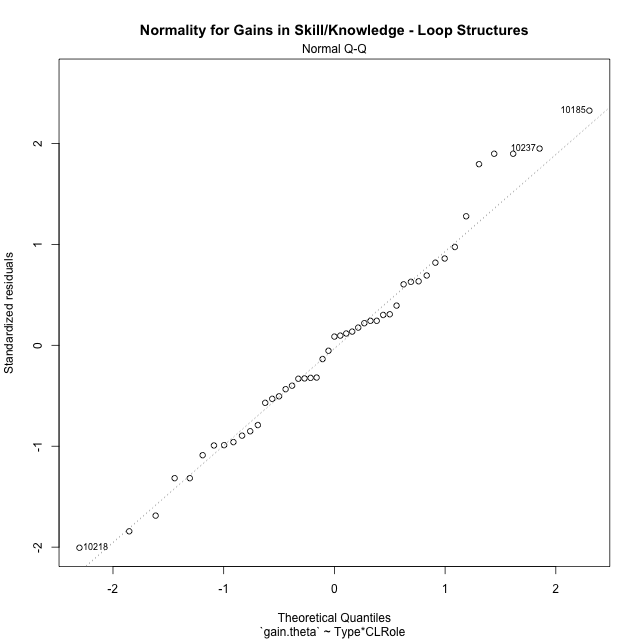 Normality for Gains in Skill/Knowledge - Loop Structures
Normal Q-Q
10185
10237
2
1
0
-1
-2
Standardized residuals
10218
-2 -1 0 1 2
Theoretical Quantiles
`gain.theta` ~ Type*CLRole